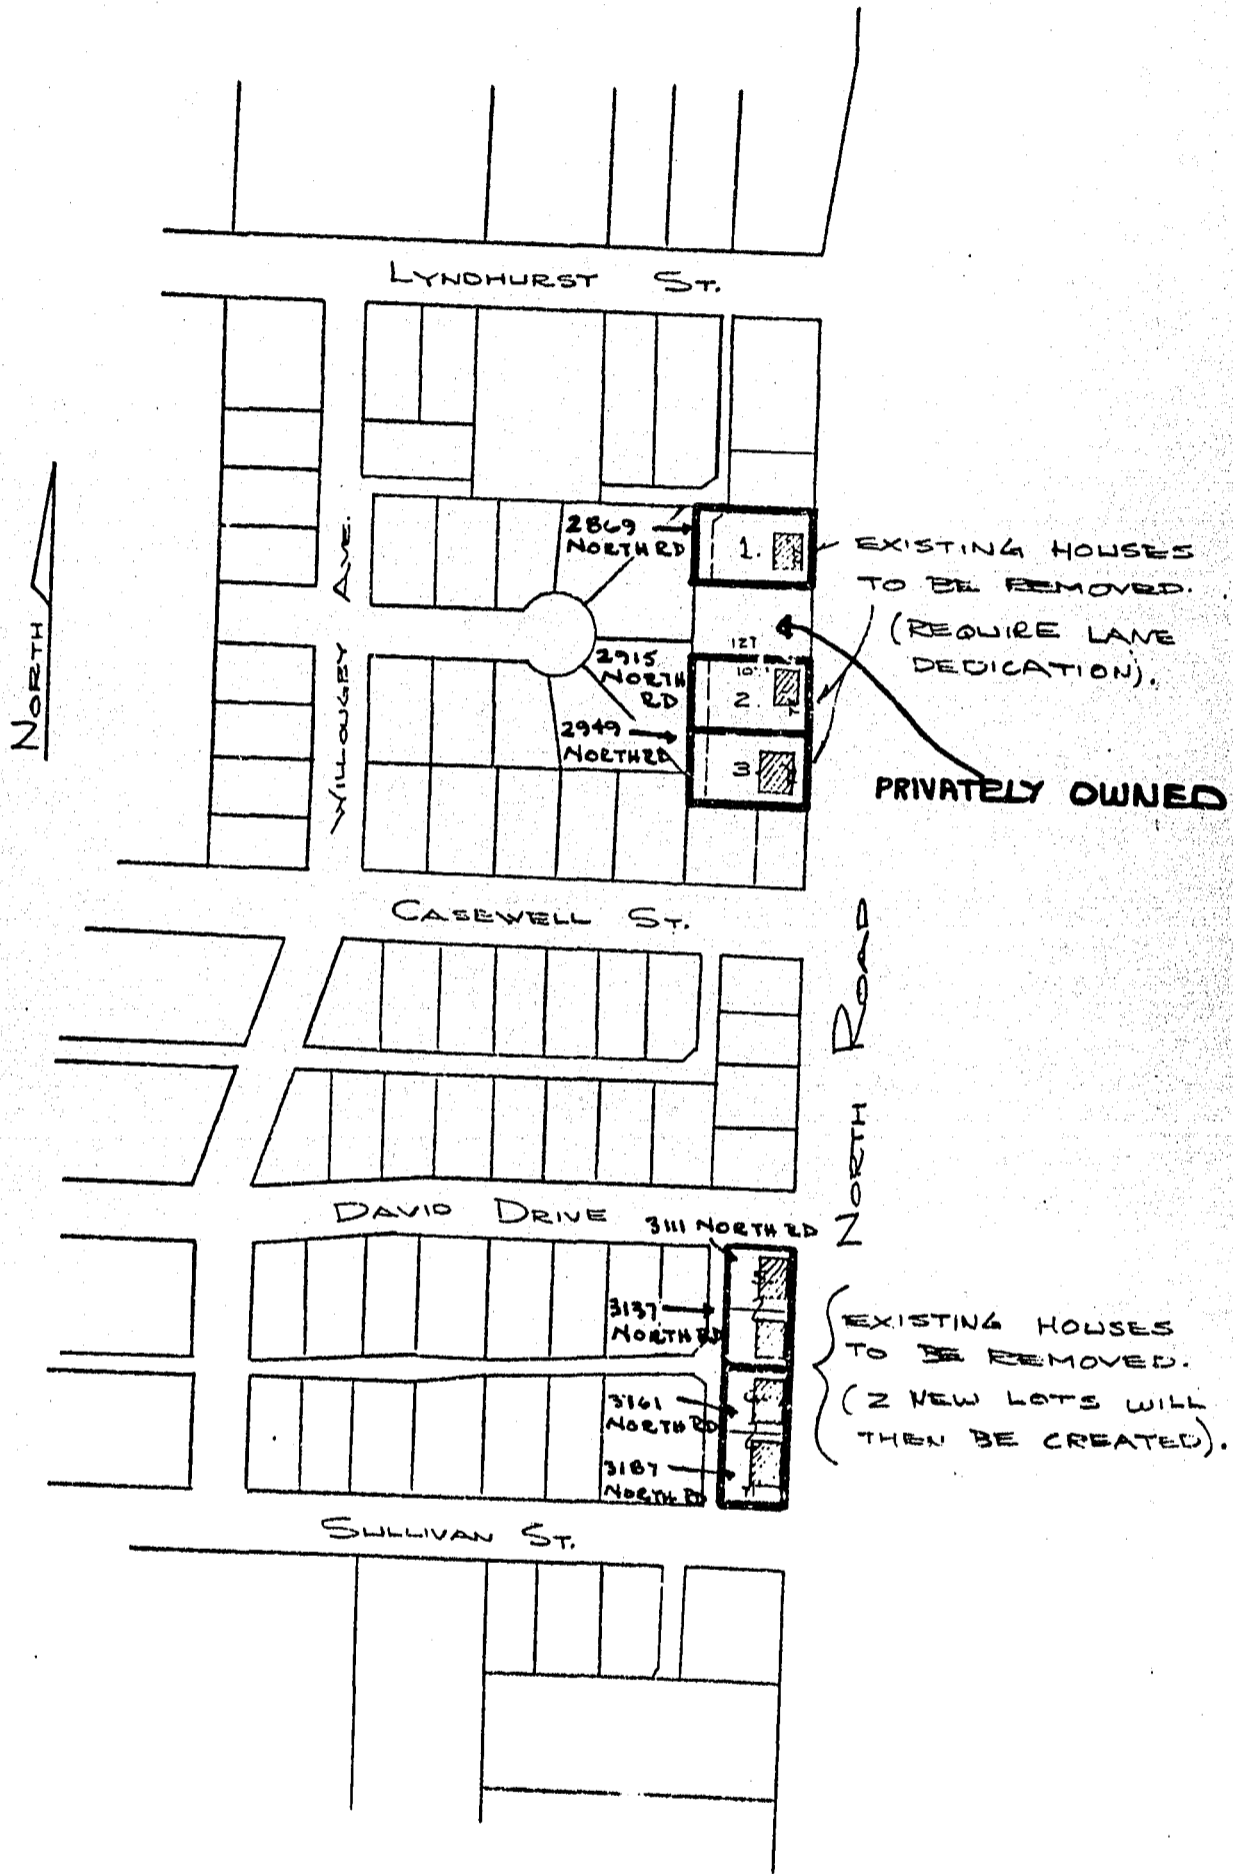 LYNDHURST ST.
NORTH
WILLOUGBY AVE.
2869
NORTH RD
1.
EXISTING HOUSES
TO BE REMOVED.
(REQUIRE LANE
DEDICATION).
127
2915
NORTH
RD
2.
2949
NORTH RD
3
PRIVATELY OWNED
CASEWELL ST.
NORTH ROAD
DAVID DRIVE
3111 NORTH RD
3137
NORTH RD
EXISTING HOUSES
TO BE REMOVED.
(2 NEW LOTS WILL
THEN BE CREATED).
3161
NORTH RD
3187
NORTH RD
SULLIVAN ST.